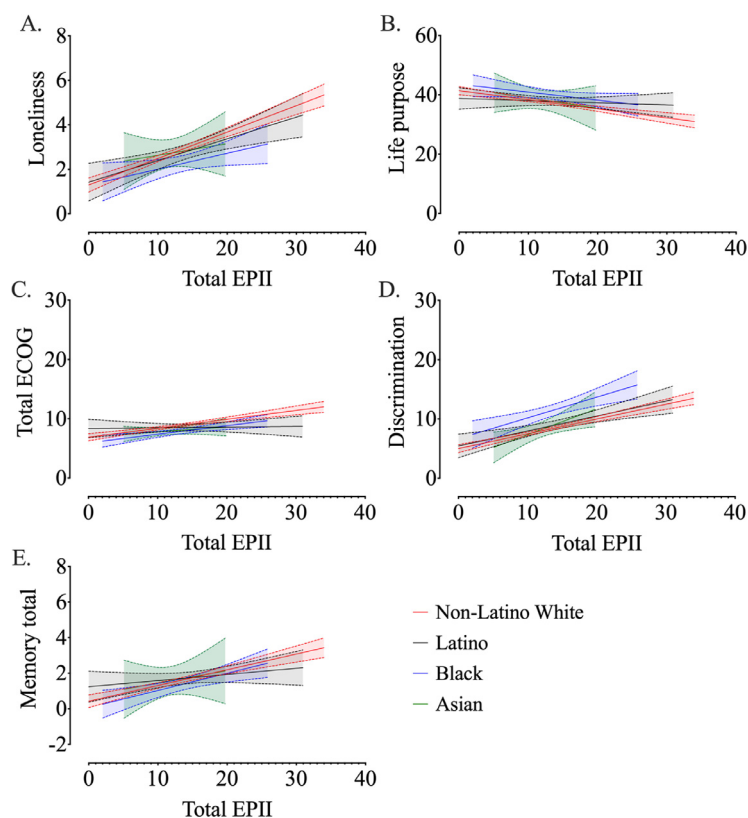 A.
8
6
4
2
0
Loneliness
0 10 20 30 40
Total EPII
B.
60
40
20
0
Life purpose
0 10 20 30 40
Total EPII
C.
30
20
10
0
Total ECOG
0 10 20 30 40
Total EPII
D.
30
20
10
0
Discrimination
0 10 20 30 40
Total EPII
E.
8
6
4
2
0
-2
Memory total
0 10 20 30 40
Total EPII
Non-Latino White
Latino
Black
Asian